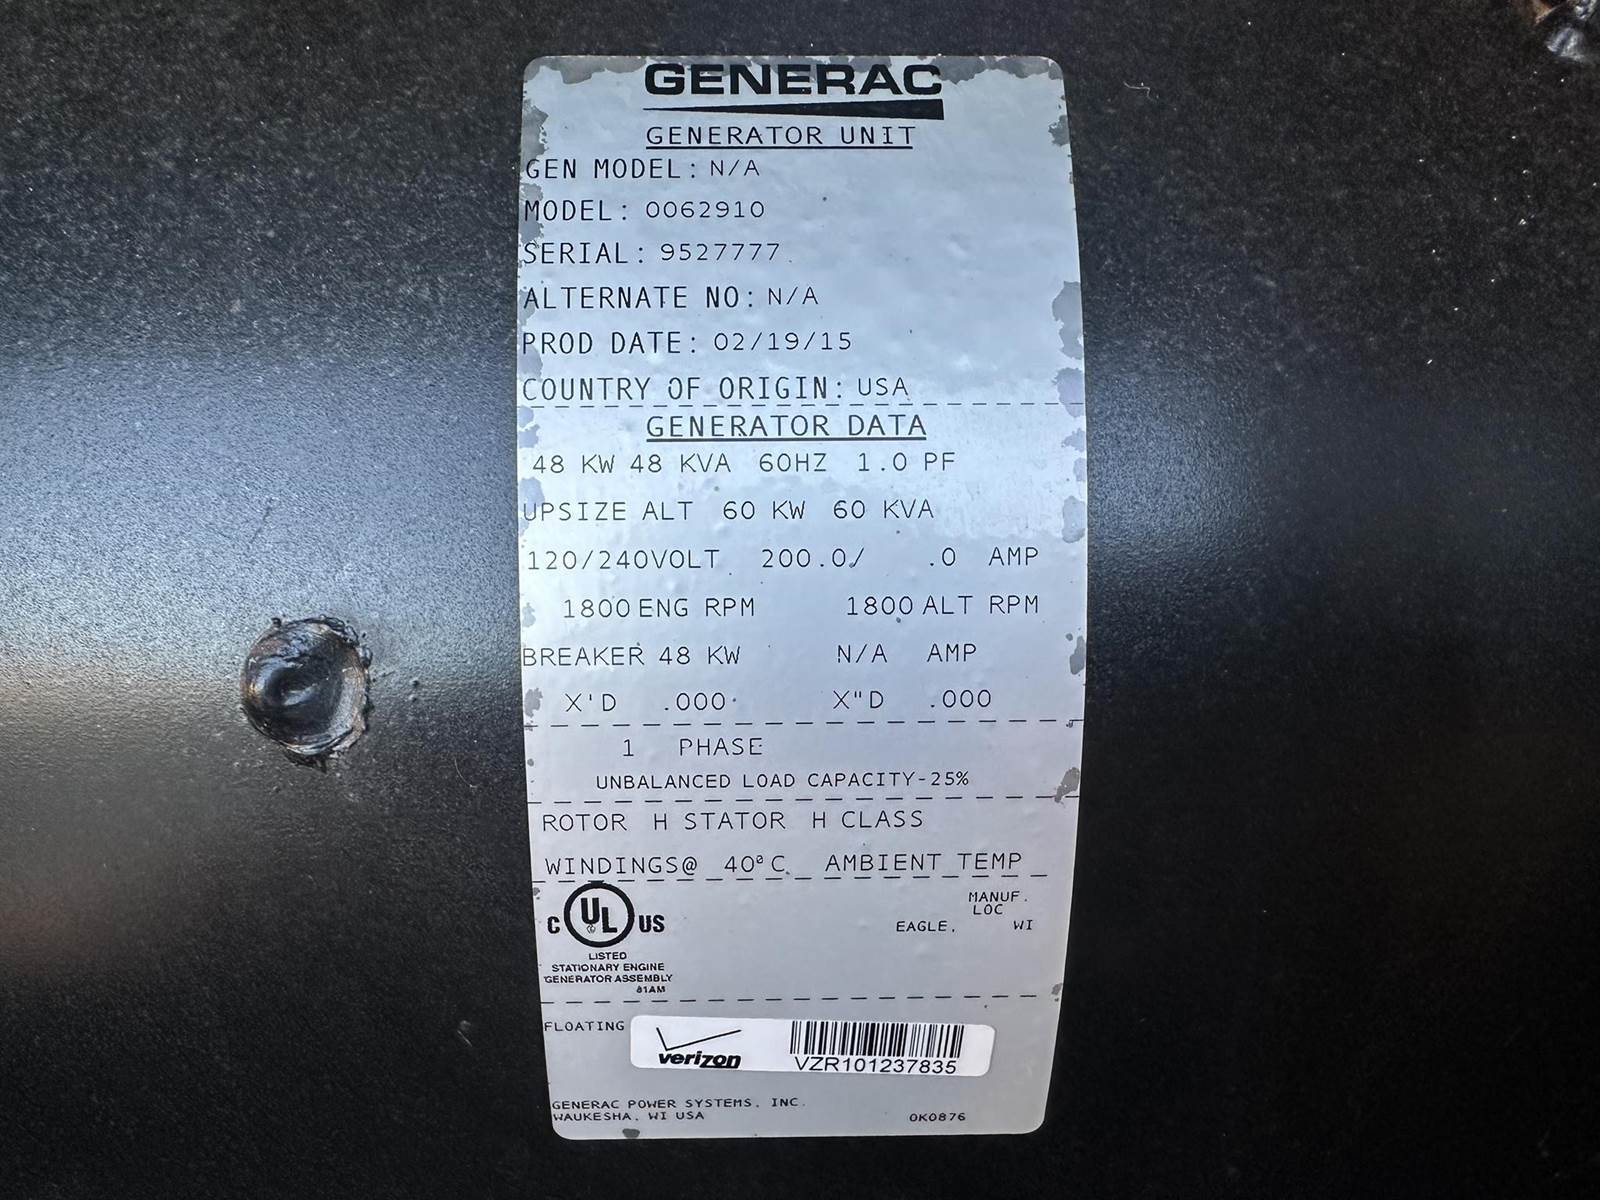 GENERAC
GENERATOR UNIT
GEN MODEL: N/A
MODEL: 0062910
SERIAL: 9527777
ALTERNATE NO: N/A
PROD DATE: 02/19/15
COUNTRY OF ORIGIN: USA
GENERATOR DATA
48 KW 48 KVA 60HZ 1.0 PF
UPSIZE ALT 60 KW 60 KVA
120/240VOLT 200.0/ .0 AMP
1800 ENG RPM 1800 ALT RPM
BREAKER 48 KW N/A AMP
X'D .000 X"D .000
1 PHASE
UNBALANCED LOAD CAPACITY-25%
ROTOR H STATOR H CLASS
WINDINGS@ 40°C AMBIENT TEMP
C UL US
LISTED
STATIONARY ENGINE
GENERATOR ASSEMBLY
81AM
MANUF.
LOC
EAGLE, WI
FLOATING
verizon
VZR101237835
GENERAC POWER SYSTEMS, INC.
WAUKESHA, WI USA
0K0876